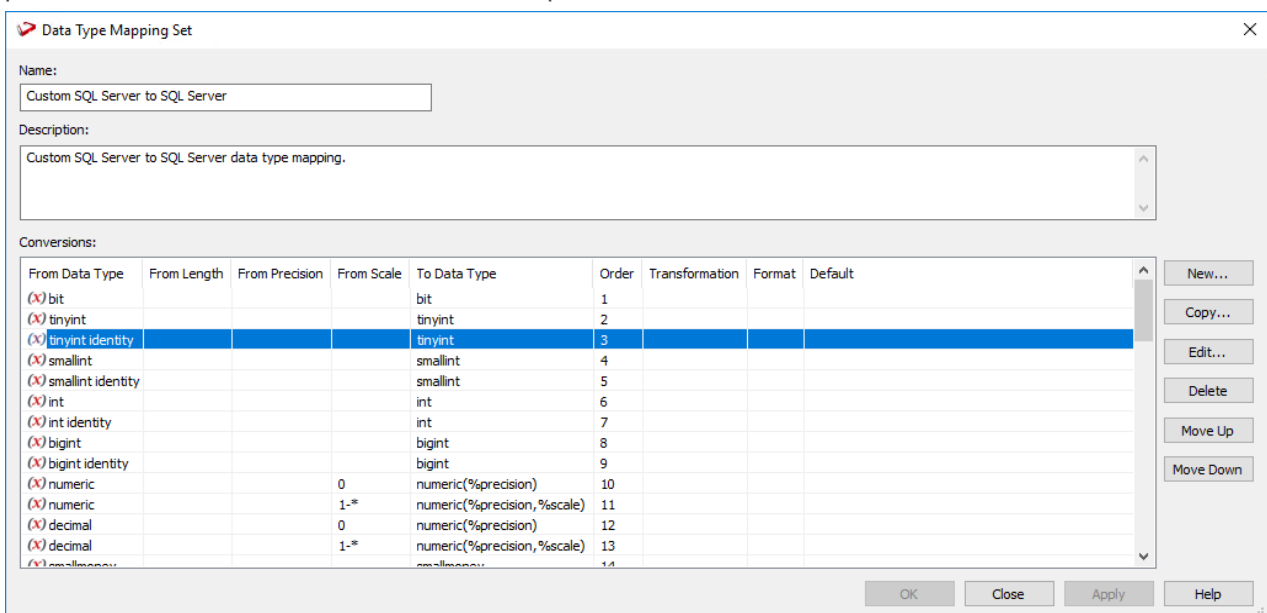 Data Type Mapping Set
Name:
Custom SQL Server to SQL Server
Description:
Custom SQL Server to SQL Server data type mapping.
Conversions:
From Data Type From Length From Precision From Scale To Data Type Order Transformation Format Default
(x) bit bit 1
(x) tinyint tinyint 2
(x) tinyint identity tinyint 3
(x) smallint smallint 4
(x) smallint identity smallint 5
(x) int int 6
(x) int identity int 7
(x) bigint bigint 8
(x) bigint identity bigint 9
(x) numeric 0 numeric(%precision) 10
(x) numeric 1-* numeric(%precision,%scale) 11
(x) decimal 0 numeric(%precision) 12
(x) decimal 1-* numeric(%precision,%scale) 13
(x) smallmoney smallmoney 14
New...
Copy...
Edit...
Delete
Move Up
Move Down
OK Close Apply Help